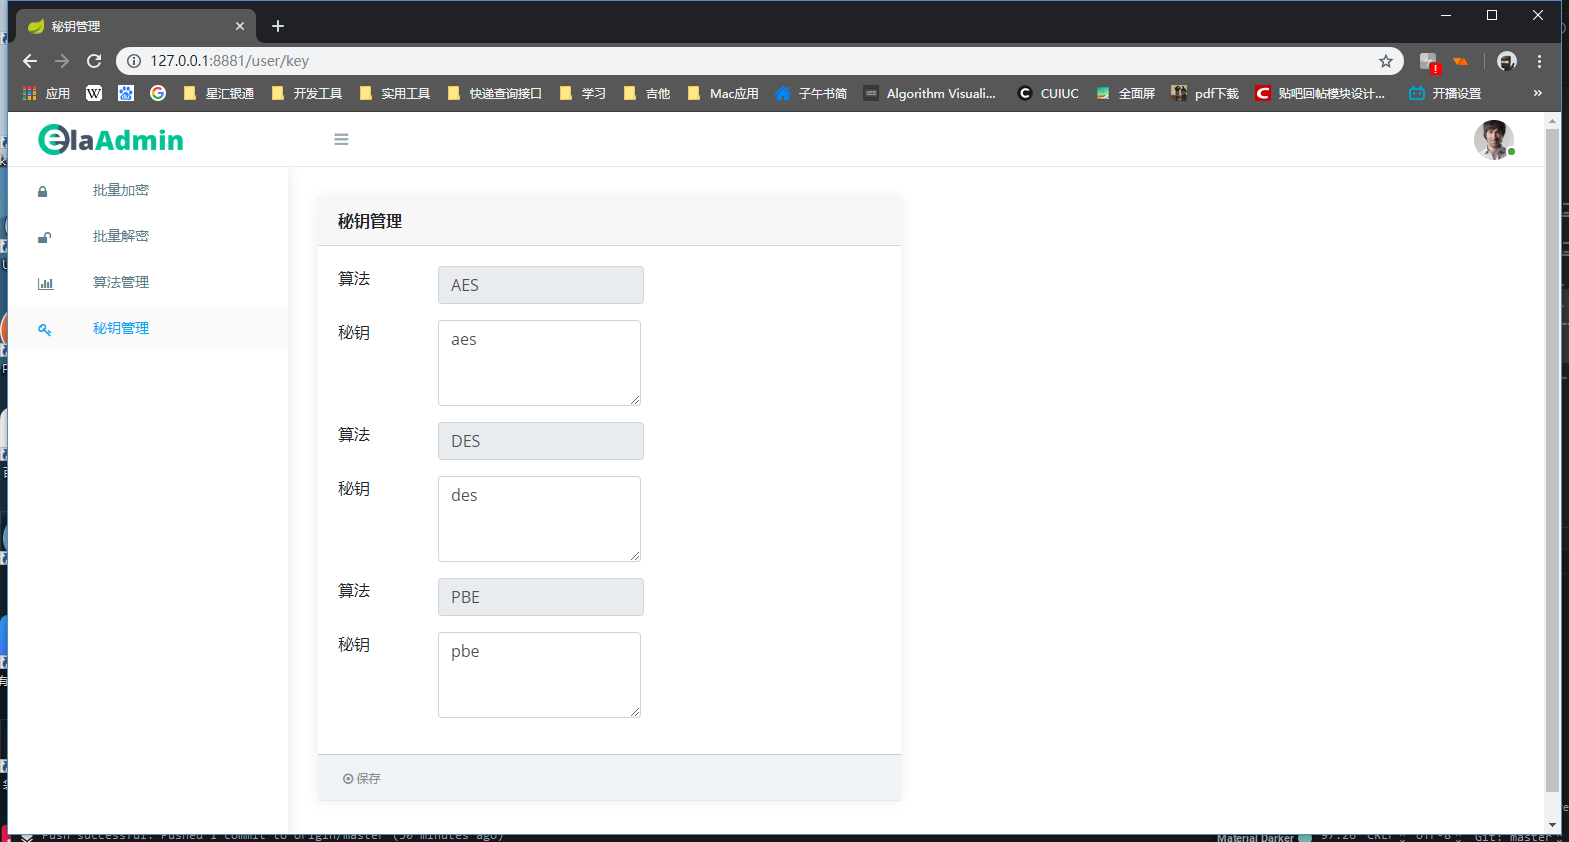 秘钥管理
127.0.0.1:8881/user/key
应用 星汇银通 开发工具 实用工具 快递查询接口 学习 吉他 Mac应用 子午书简 Algorithm Visuali... CUIUC 全面屏 pdf下载 贴吧回帖模块设计... 开播设置 »
elaAdmin
批量加密
批量解密
算法管理
秘钥管理
秘钥管理
算法 AES
秘钥 aes
算法 DES
秘钥 des
算法 PBE
秘钥 pbe
保存
Push successful: Pushed 1 commit to origin/master (50 minutes ago) Material Darker 97:26 CRLF UTF-8 Git: master